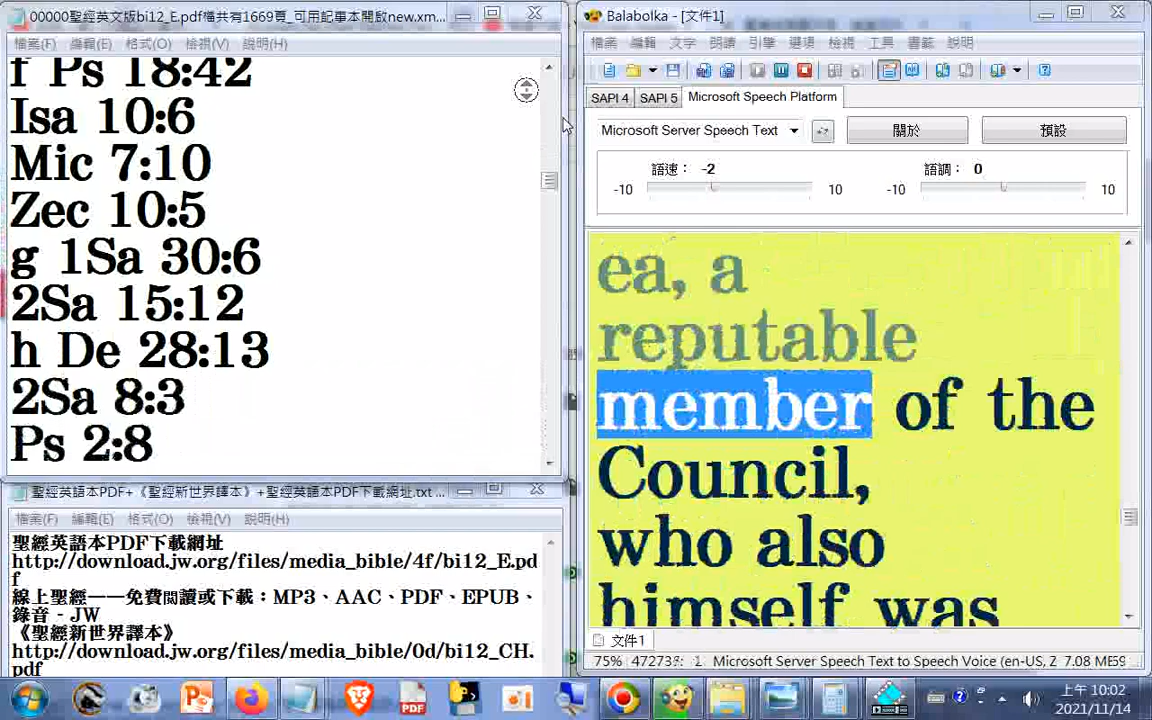 00000聖經英文版bi12_E.pdf檔共有1669頁_可用記事本開啟new.xm...
檔案(F) 編輯(E) 格式(O) 檢視(V) 說明(H)
f Ps 18:42
Isa 10:6
Mic 7:10
Zec 10:5
g 1Sa 30:6
2Sa 15:12
h De 28:13
2Sa 8:3
Ps 2:8
聖經英語本PDF+《聖經新世界譯本》+聖經英語本PDF下載網址.txt ...
檔案(F) 編輯(E) 格式(O) 檢視(V) 說明(H)
聖經英語本PDF下載網址
http://download.jw.org/files/media_bible/4f/bi12_E.pd
f
線上聖經——免費閱讀或下載：MP3、AAC、PDF、EPUB、
錄音 - JW
《聖經新世界譯本》
http://download.jw.org/files/media_bible/0d/bi12_CH.
pdf
Balabolka - [文件1]
檔案 編輯 文字 朗讀 引擎 選項 檢視 工具 書籤 說明
SAPI 4 SAPI 5 Microsoft Speech Platform
Microsoft Server Speech Text 關於 預設
語速： -2 語調： 0
-10 10 -10 10
ea, a
reputable
member of the
Council,
who also
himself was
文件1
75% Microsoft Server Speech Text to Speech Voice (en-US, 2 7.08 ME
上午 10:02
2021/11/14